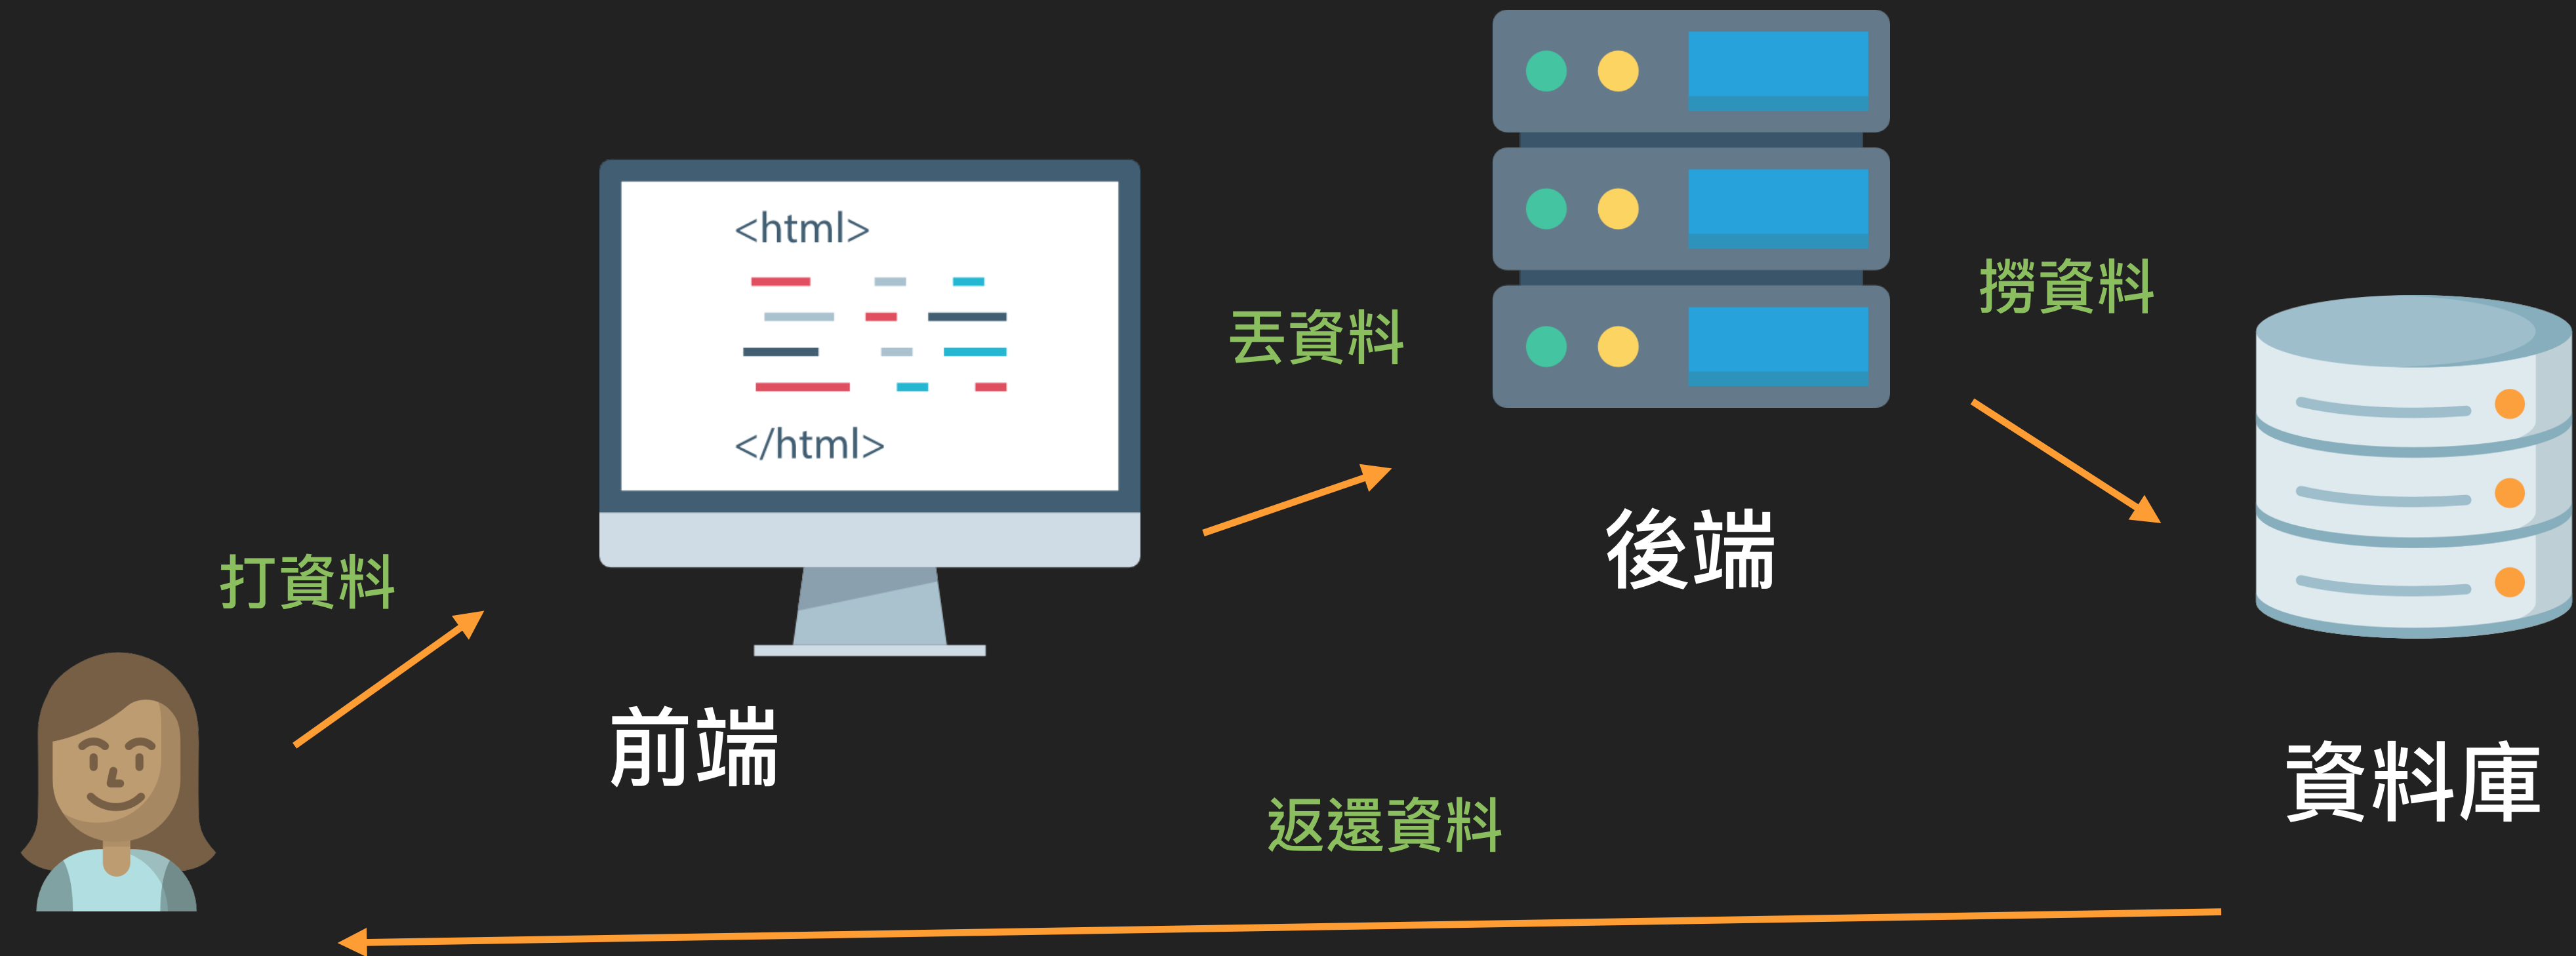 <html>
</html>
打資料
前端
丟資料
後端
撈資料
資料庫
返還資料